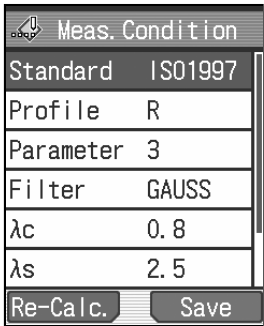 Meas. Condition
Standard ISO1997
Profile R
Parameter 3
Filter GAUSS
λc 0.8
λs 2.5
Re-Calc. Save